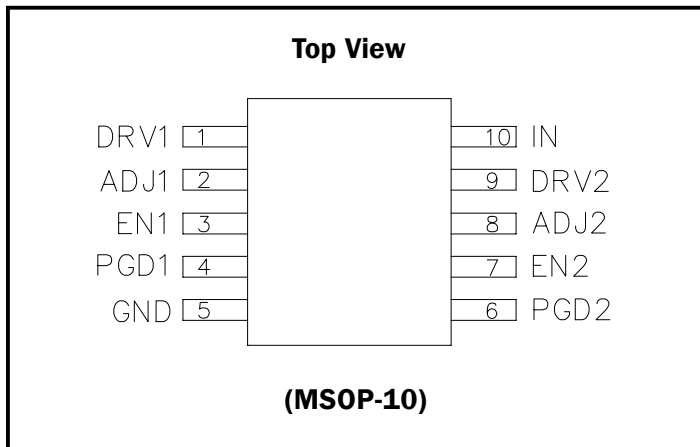 Top View
DRV1 1 10 IN
ADJ1 2 9 DRV2
EN1 3 8 ADJ2
PGD1 4 7 EN2
GND 5 6 PGD2
(MSOP-10)